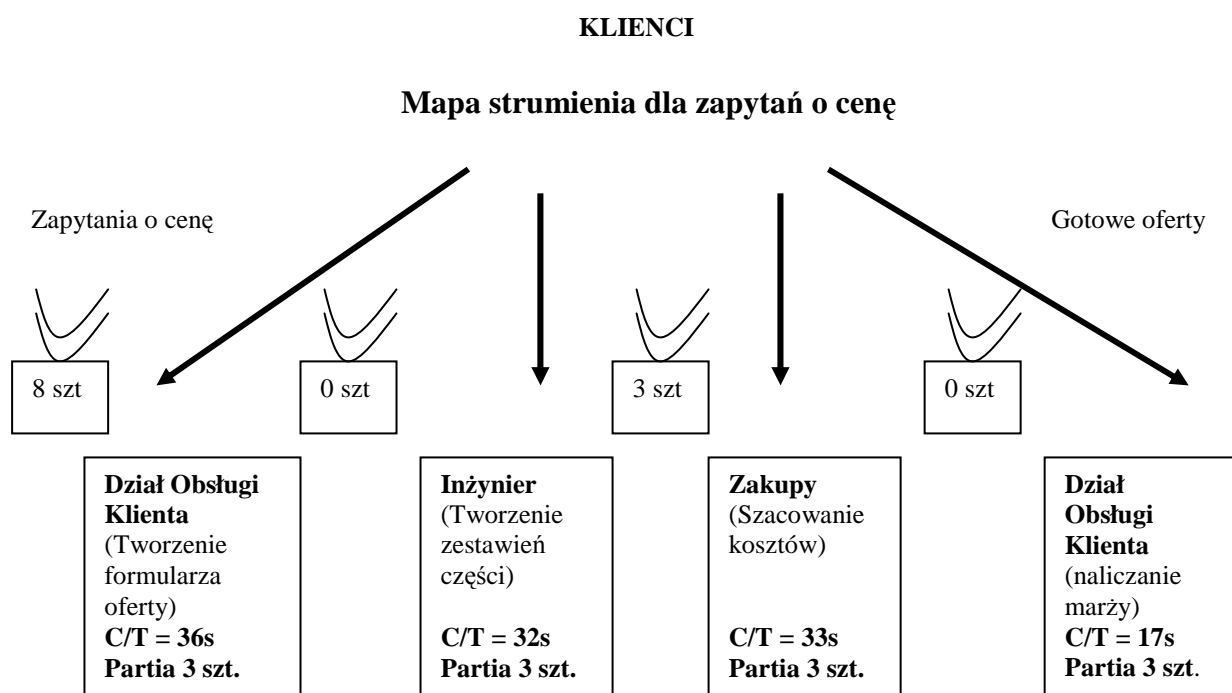 KLIENCI
Mapa strumienia dla zapytań o cenę
Zapytania o cenę
Gotowe oferty
8 szt
0 szt
3 szt
0 szt
Dział Obsługi
Klienta
(Tworzenie
formularza
oferty)
C/T = 36s
Partia 3 szt.
Inżynier
(Tworzenie
zestawień
części)
C/T = 32s
Partia 3 szt.
Zakupy
(Szacowanie
kosztów)
C/T = 33s
Partia 3 szt.
Dział
Obsługi
Klienta
(naliczanie
marży)
C/T = 17s
Partia 3 szt.